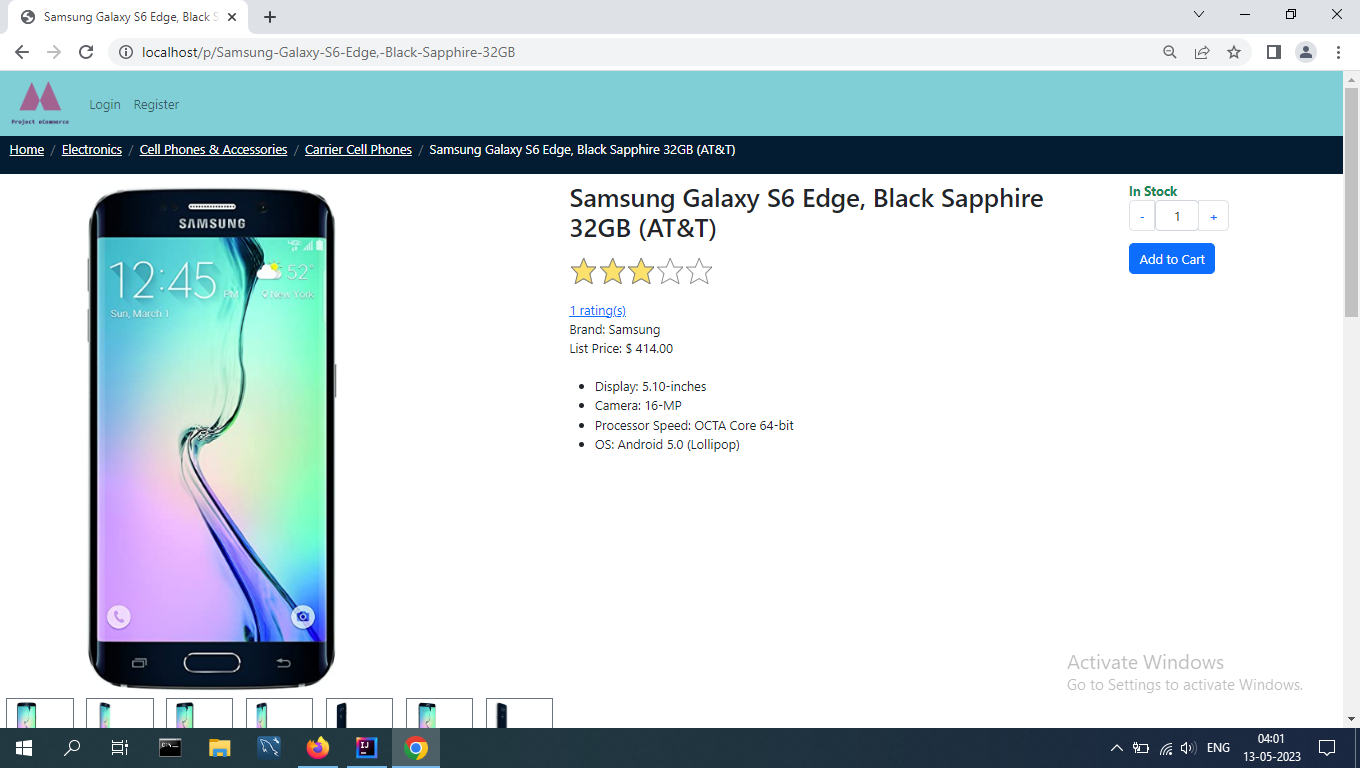 Samsung Galaxy S6 Edge, Black S
localhost/p/Samsung-Galaxy-S6-Edge,-Black-Sapphire-32GB
Project eCommerce
Login Register
Home / Electronics / Cell Phones & Accessories / Carrier Cell Phones / Samsung Galaxy S6 Edge, Black Sapphire 32GB (AT&T)
SAMSUNG
12:45 PM
52°
New York
Sun, March 1
Samsung Galaxy S6 Edge, Black Sapphire
32GB (AT&T)
1 rating(s)
Brand: Samsung
List Price: $ 414.00
Display: 5.10-inches
Camera: 16-MP
Processor Speed: OCTA Core 64-bit
OS: Android 5.0 (Lollipop)
In Stock
- 1 +
Add to Cart
Activate Windows
Go to Settings to activate Windows.
ENG
04:01
13-05-2023